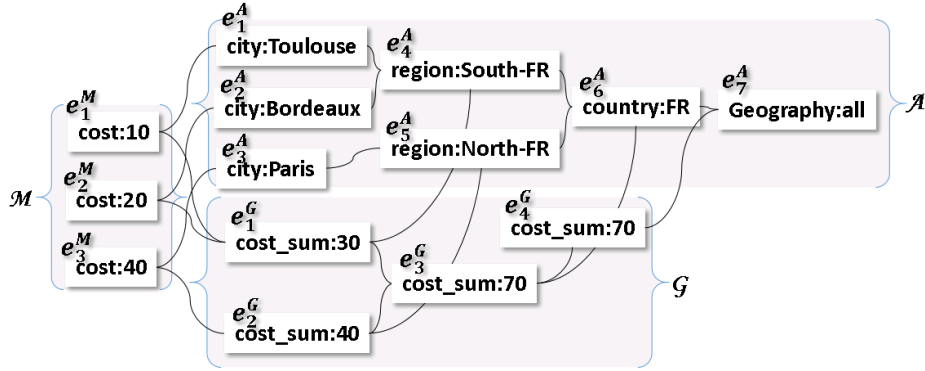 e₁ᴬ
city:Toulouse
e₄ᴬ
region:South-FR
e₂ᴬ
city:Bordeaux
e₆ᴬ
country:FR
e₇ᴬ
Geography:all
𝒜
e₁ᴹ
cost:10
e₅ᴬ
region:North-FR
e₃ᴬ
city:Paris
ℳ
e₂ᴹ
cost:20
e₃ᴹ
cost:40
e₁ᴳ
cost_sum:30
e₄ᴳ
cost_sum:70
e₃ᴳ
cost_sum:70
𝒢
e₂ᴳ
cost_sum:40